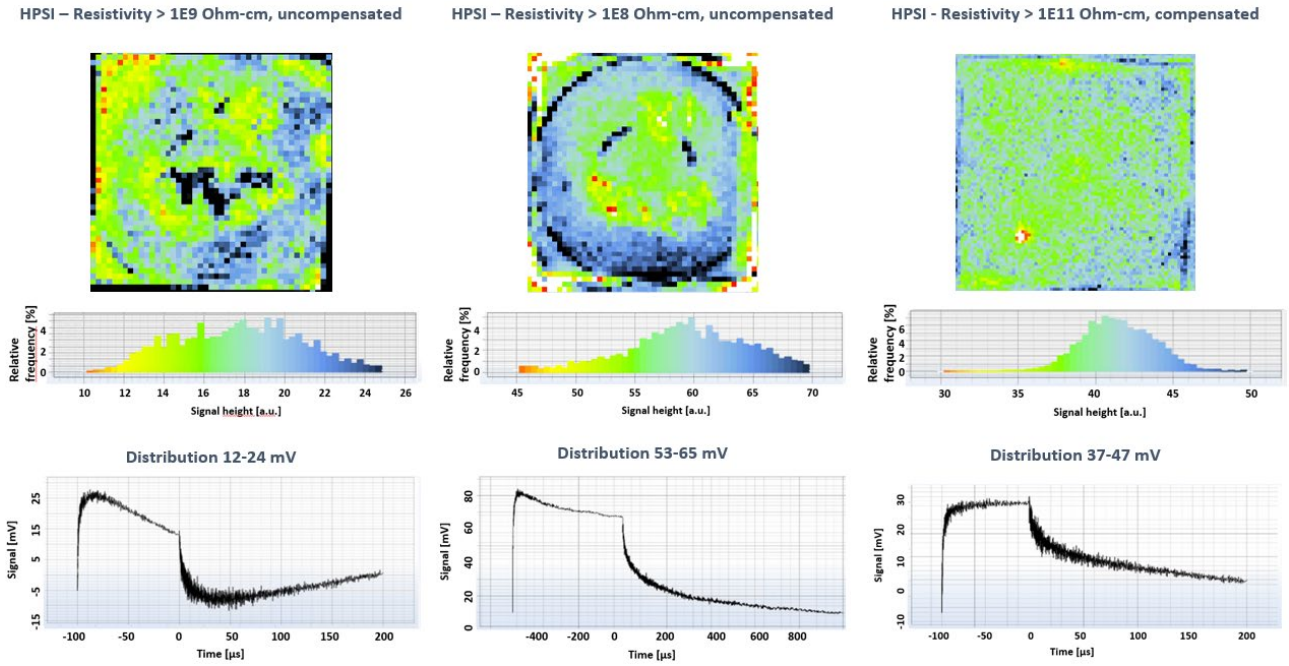 HPSI – Resistivity > 1E9 Ohm-cm, uncompensated
HPSI – Resistivity > 1E8 Ohm-cm, uncompensated
HPSI - Resistivity > 1E11 Ohm-cm, compensated
Relative
frequency [%]
4
2
0
10 12 14 16 18 20 22 24 26
Signal height [a.u.]
Relative
frequency [%]
4
2
0
45 50 55 60 65 70
Signal height [a.u.]
Relative
frequency [%]
6
4
2
0
30 35 40 45 50
Signal height [a.u.]
Distribution 12-24 mV
Distribution 53-65 mV
Distribution 37-47 mV
Signal [mV]
25
15
5
-5
-15
-100 -50 0 50 100 150 200
Time [µs]
Signal [mV]
80
60
40
20
0
-400 -200 0 200 400 600 800
Time [µs]
Signal [mV]
30
20
10
0
-10
-100 -50 0 50 100 150 200
Time [µs]